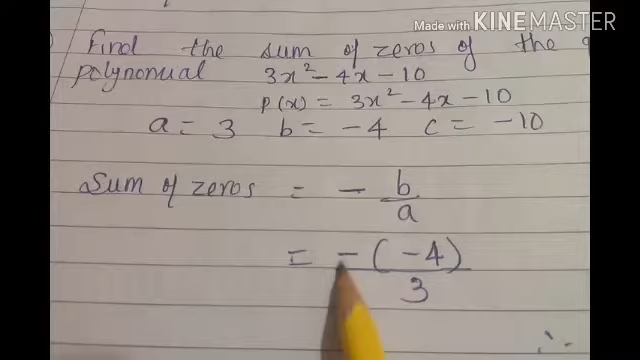 Made with KINEMASTER
Find the sum of zeros of the
polynomial 3x² - 4x - 10
p(x) = 3x² - 4x - 10
a = 3 b = -4 c = -10
Sum of zeros = - b/a
= -(-4)/3
∴